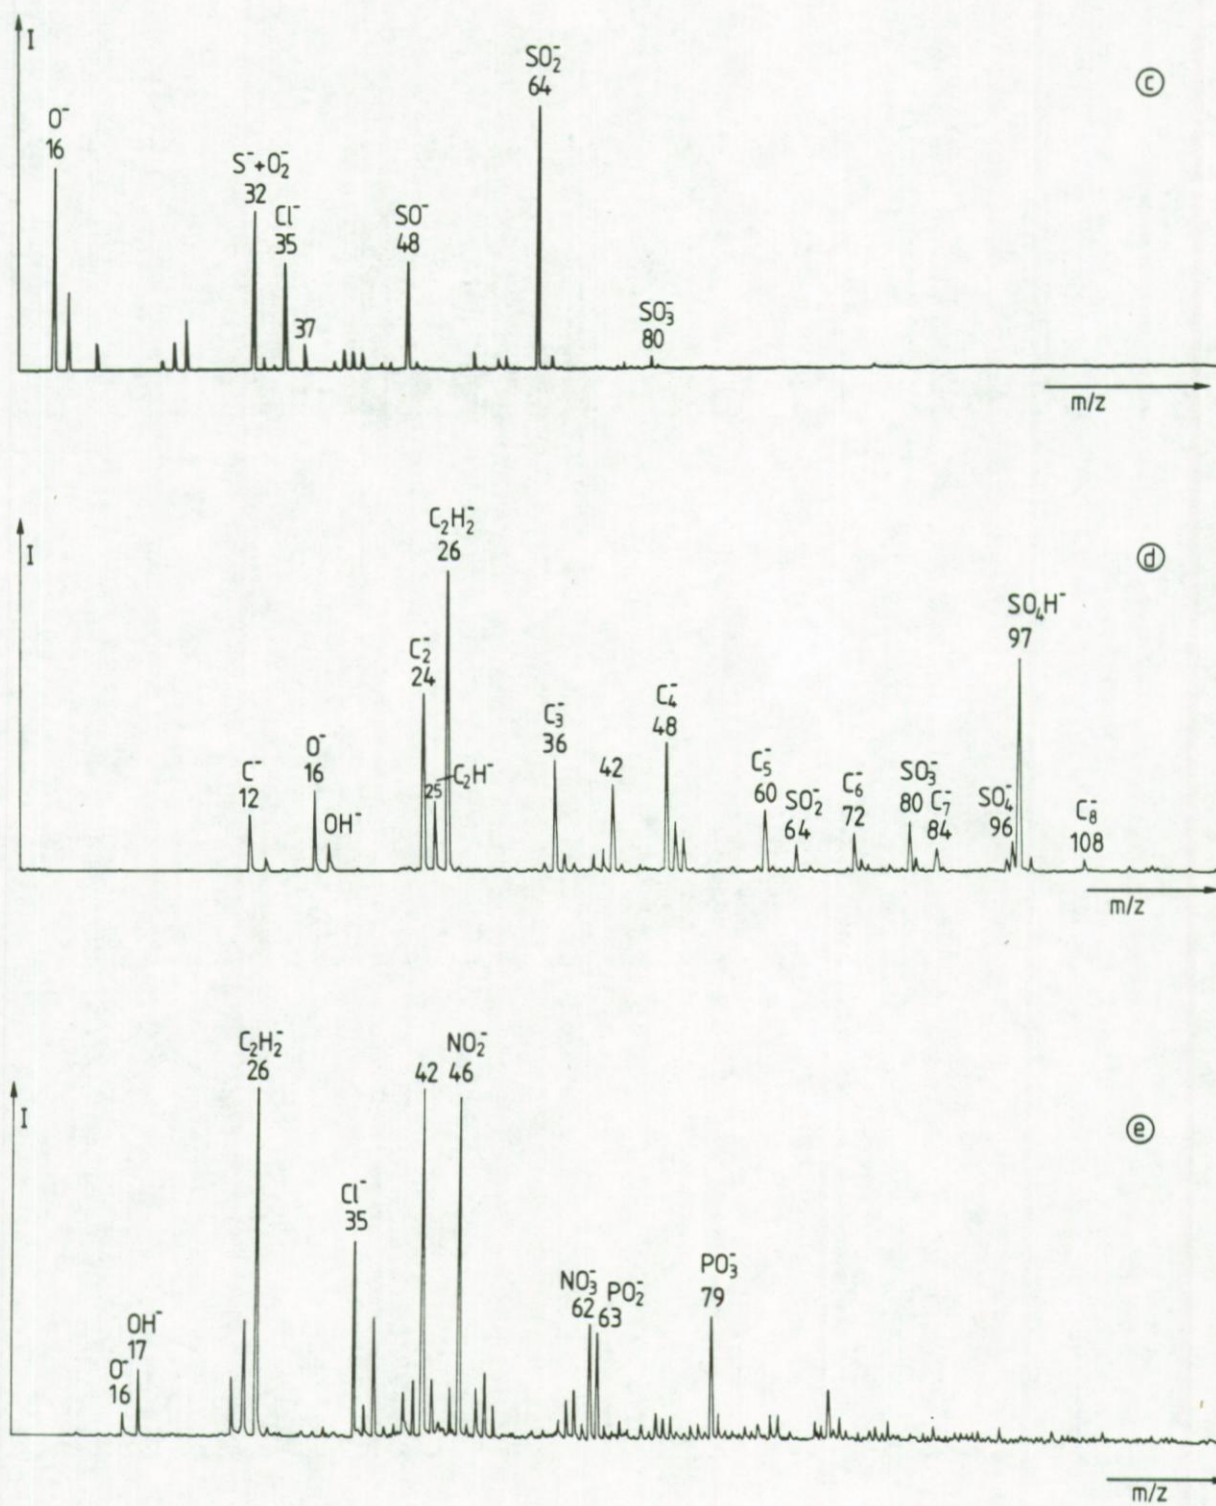 I
SO₂⁻
64
ⓒ
O⁻
16
S⁻+O₂⁻
32
Cl⁻
35
SO⁻
48
37
SO₃⁻
80
m/z
C₂H₂⁻
26
I
ⓓ
SO₄H⁻
97
C₂⁻
24
C₃⁻
36
C₄⁻
48
O⁻
16
C⁻
12
OH⁻
25
C₂H⁻
42
C₅⁻
60
SO₂⁻
64
C₆⁻
72
SO₃⁻
80
C₇⁻
84
SO₄⁻
96
C₈⁻
108
m/z
C₂H₂⁻
26
42
NO₂⁻
46
I
ⓔ
Cl⁻
35
OH⁻
17
O⁻
16
NO₃⁻
62
PO₂⁻
63
PO₃⁻
79
m/z